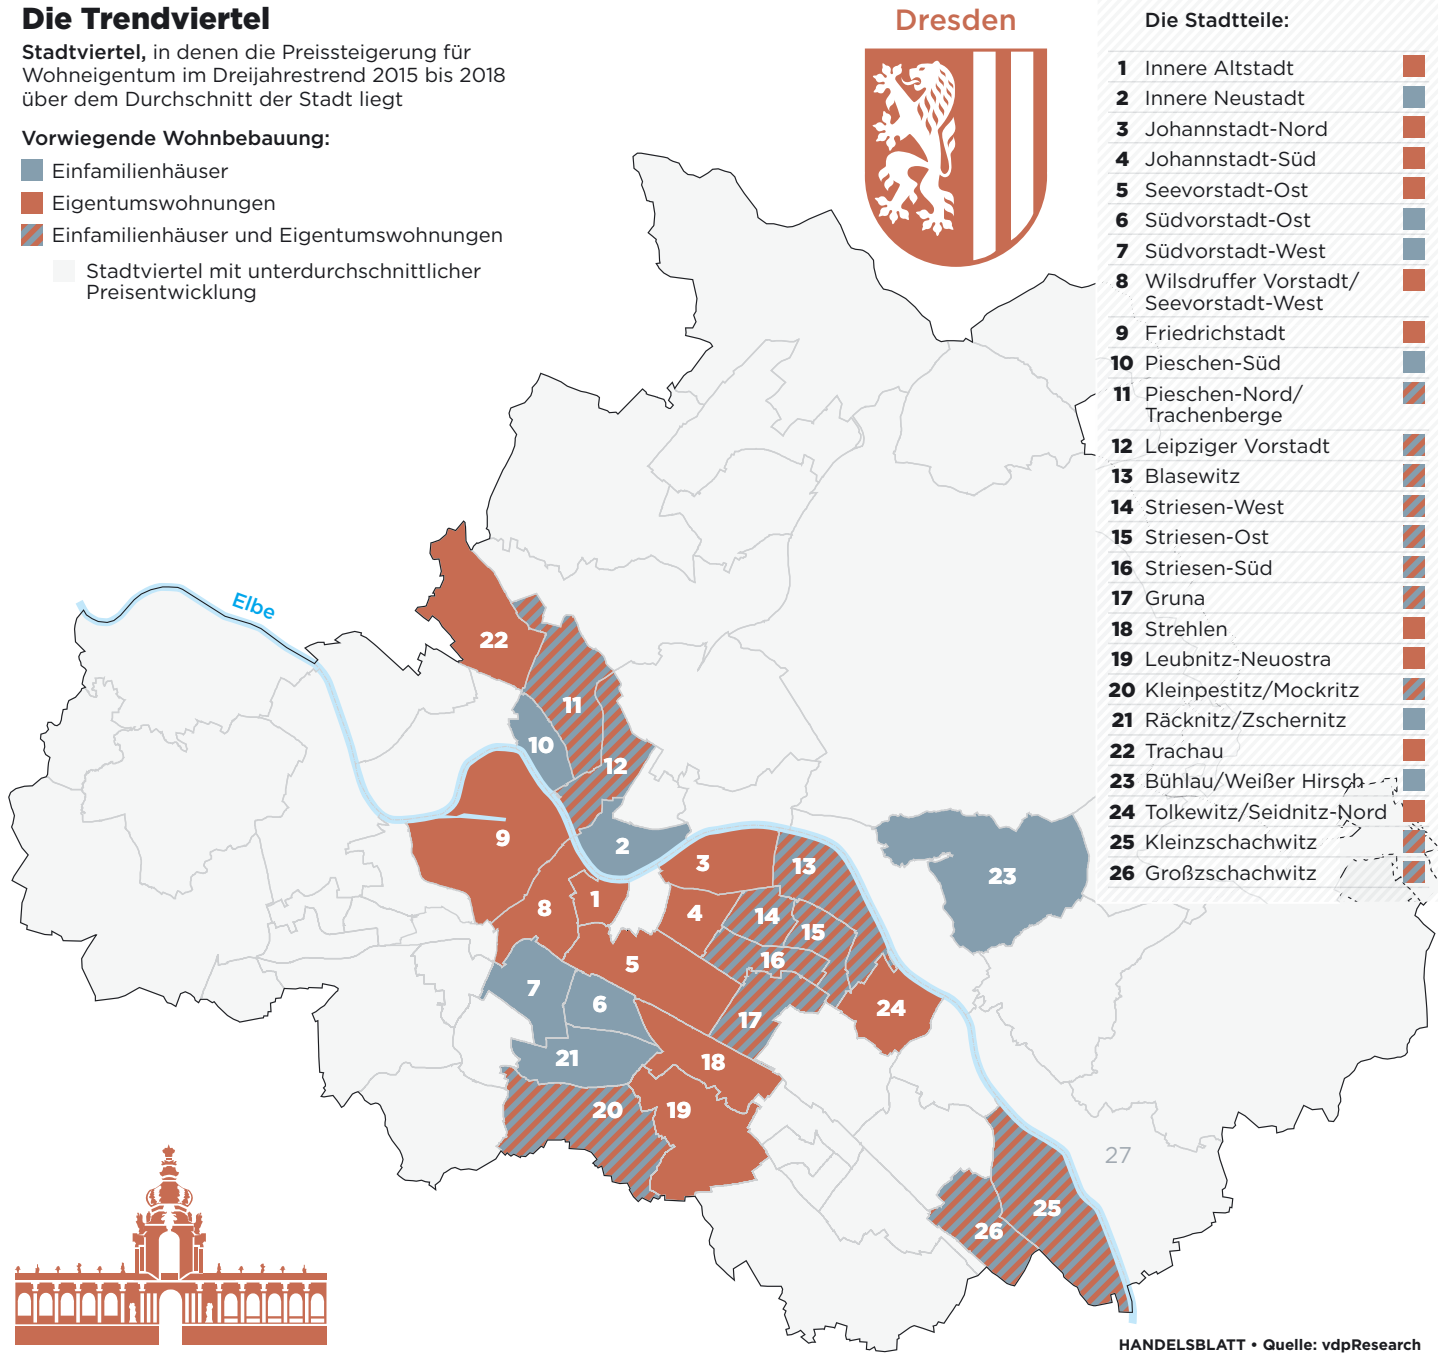 Die Trendviertel
Stadtviertel, in denen die Preissteigerung für
Wohneigentum im Dreijahrestrend 2015 bis 2018
über dem Durchschnitt der Stadt liegt
Vorwiegende Wohnbebauung:
Einfamilienhäuser
Eigentumswohnungen
Einfamilienhäuser und Eigentumswohnungen
Stadtviertel mit unterdurchschnittlicher
Preisentwicklung
Dresden
Die Stadtteile:
1 Innere Altstadt
2 Innere Neustadt
3 Johannstadt-Nord
4 Johannstadt-Süd
5 Seevorstadt-Ost
6 Südvorstadt-Ost
7 Südvorstadt-West
8 Wilsdruffer Vorstadt/
Seevorstadt-West
9 Friedrichstadt
10 Pieschen-Süd
11 Pieschen-Nord/
Trachenberge
12 Leipziger Vorstadt
13 Blasewitz
14 Striesen-West
15 Striesen-Ost
16 Striesen-Süd
17 Gruna
18 Strehlen
19 Leubnitz-Neuostra
20 Kleinpestitz/Mockritz
21 Räcknitz/Zschernitz
22 Trachau
23 Bühlau/Weißer Hirsch
24 Tolkewitz/Seidnitz-Nord
25 Kleinzschachwitz
26 Großzschachwitz
Elbe
22
11
10
12
9
2
3
13
23
1
8
4
14
15
5
16
7
6
17
24
21
18
20
19
27
25
26
HANDELSBLATT • Quelle: vdpResearch